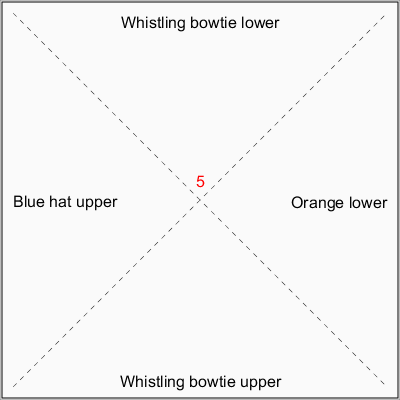 Whistling bowtie lower
5
Blue hat upper
Orange lower
Whistling bowtie upper